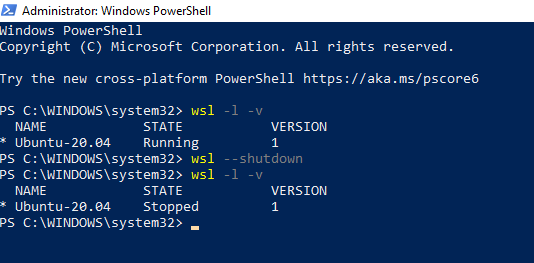 Administrator: Windows PowerShell
Windows PowerShell
Copyright (C) Microsoft Corporation. All rights reserved.
Try the new cross-platform PowerShell https://aka.ms/pscore6
PS C:\WINDOWS\system32> wsl -l -v
  NAME            STATE           VERSION
* Ubuntu-20.04    Running         1
PS C:\WINDOWS\system32> wsl --shutdown
PS C:\WINDOWS\system32> wsl -l -v
  NAME            STATE           VERSION
* Ubuntu-20.04    Stopped         1
PS C:\WINDOWS\system32>